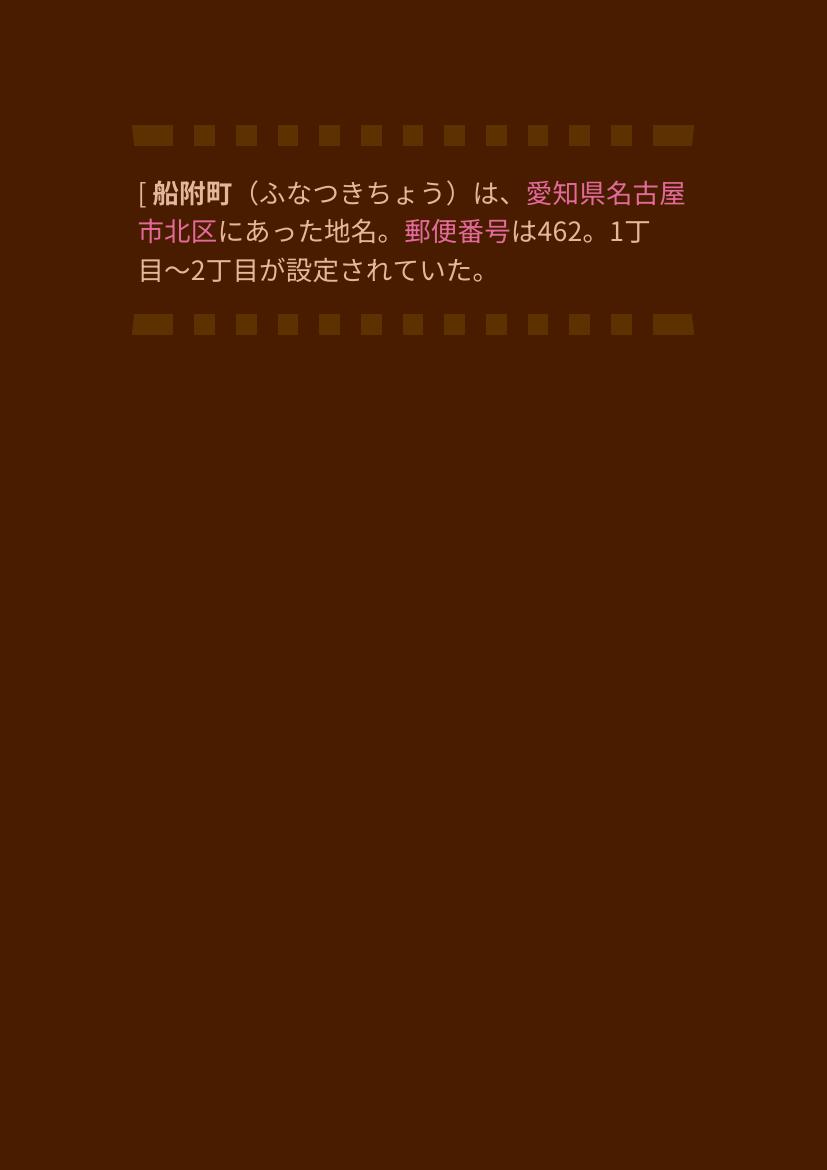 [ 船附町（ふなつきちょう）は、愛知県名古屋
市北区にあった地名。郵便番号は462。1丁
目〜2丁目が設定されていた。